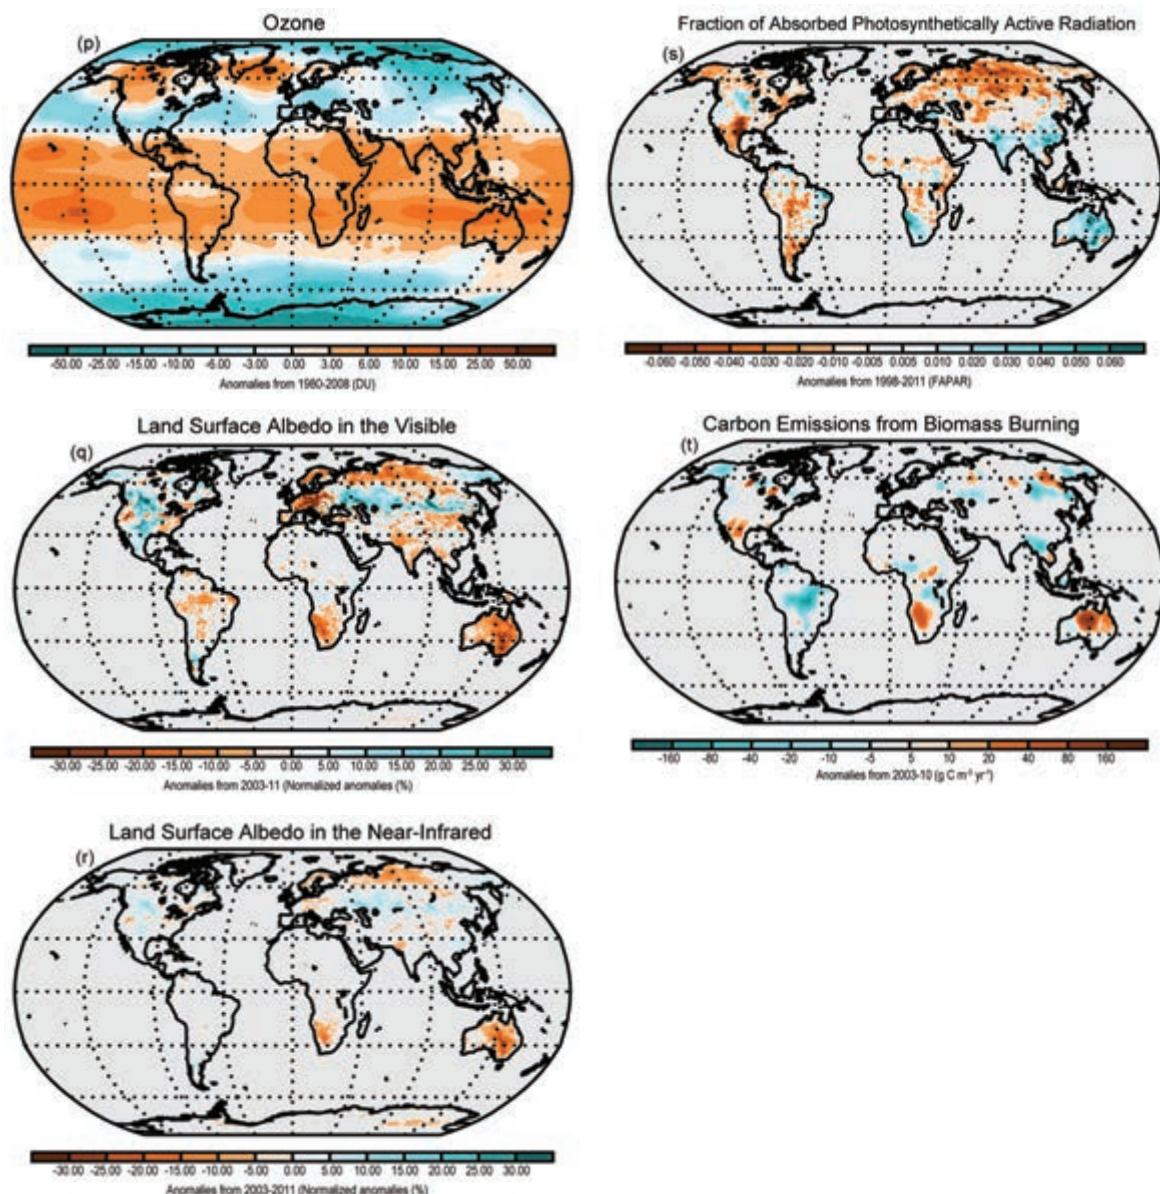 Ozone
(p)
-50.00 -25.00 -15.00 -10.00 -6.00 -3.00 0.00 3.00 6.00 10.00 15.00 25.00 50.00
Anomalies from 1980-2008 (DU)
Fraction of Absorbed Photosynthetically Active Radiation
(s)
-0.060 -0.050 -0.040 -0.030 -0.020 -0.010 -0.005 0.005 0.010 0.020 0.030 0.040 0.050 0.060
Anomalies from 1998-2011 (FAPAR)
Land Surface Albedo in the Visible
(q)
-30.00 -25.00 -20.00 -15.00 -10.00 -5.00 0.00 5.00 10.00 15.00 20.00 25.00 30.00
Anomalies from 2003-11 (Normalized anomalies (%)
Carbon Emissions from Biomass Burning
(t)
-160 -80 -40 -20 -10 -5 5 10 20 40 80 160
Anomalies from 2003-10 (g C m⁻² yr⁻¹)
Land Surface Albedo in the Near-Infrared
(r)
-30.00 -25.00 -20.00 -15.00 -10.00 -5.00 0.00 5.00 10.00 15.00 20.00 25.00 30.00
Anomalies from 2003-2011 (Normalized anomalies (%)